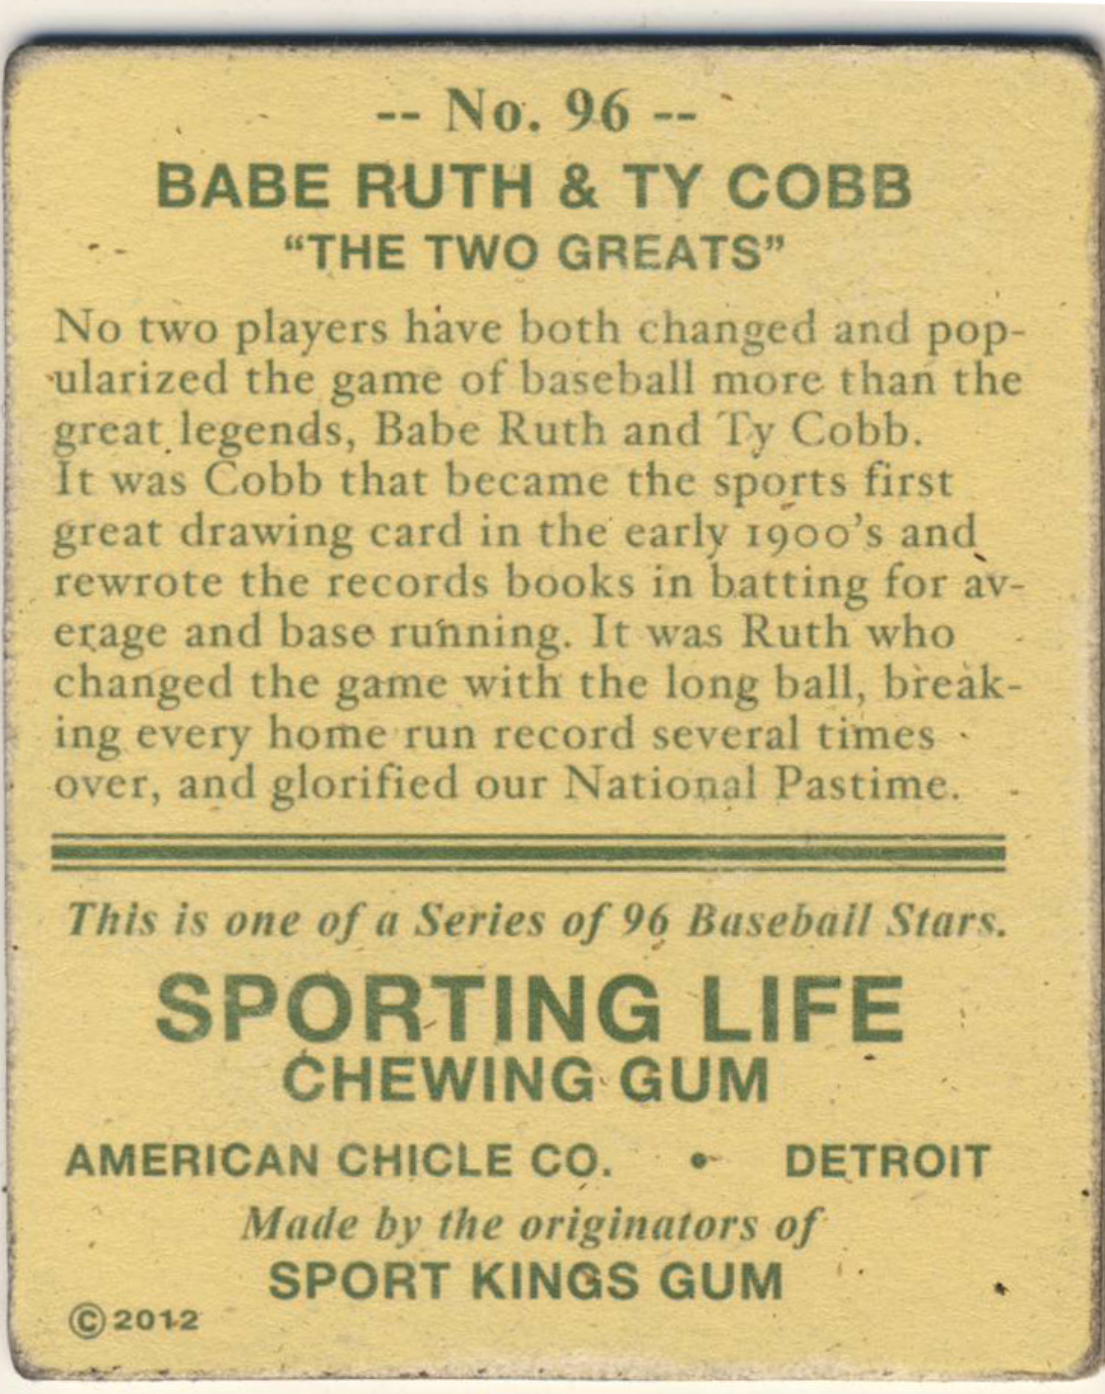 -- No. 96 --
BABE RUTH & TY COBB
“THE TWO GREATS”
No two players have both changed and pop-
ularized the game of baseball more than the
great legends, Babe Ruth and Ty Cobb.
It was Cobb that became the sports first
great drawing card in the early 1900's and
rewrote the records books in batting for av-
erage and base running. It was Ruth who
changed the game with the long ball, break-
ing every home run record several times
over, and glorified our National Pastime.
This is one of a Series of 96 Baseball Stars.
SPORTING LIFE
CHEWING GUM
AMERICAN CHICLE CO. • DETROIT
Made by the originators of
SPORT KINGS GUM
©2012